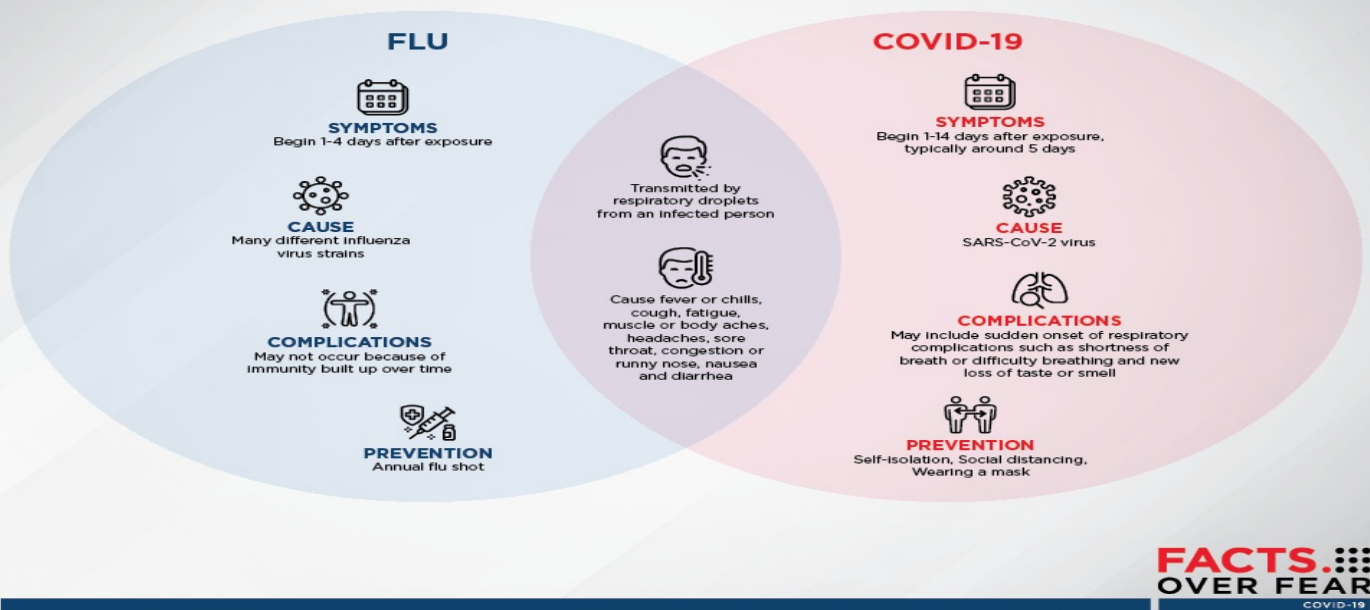 FLU
SYMPTOMS
Begin 1-4 days after exposure
CAUSE
Many different influenza
virus strains
COMPLICATIONS
May not occur because of
immunity built up over time
PREVENTION
Annual flu shot
Transmitted by
respiratory droplets
from an infected person
Cause fever or chills,
cough, fatigue,
muscle or body aches,
headaches, sore
throat, congestion or
runny nose, nausea
and diarrhea
COVID-19
SYMPTOMS
Begin 1-14 days after exposure,
typically around 5 days
CAUSE
SARS-CoV-2 virus
COMPLICATIONS
May include sudden onset of respiratory
complications such as shortness of
breath or difficulty breathing and new
loss of taste or smell
PREVENTION
Self-isolation, Social distancing,
Wearing a mask
FACTS.
OVER FEAR
COVID-19